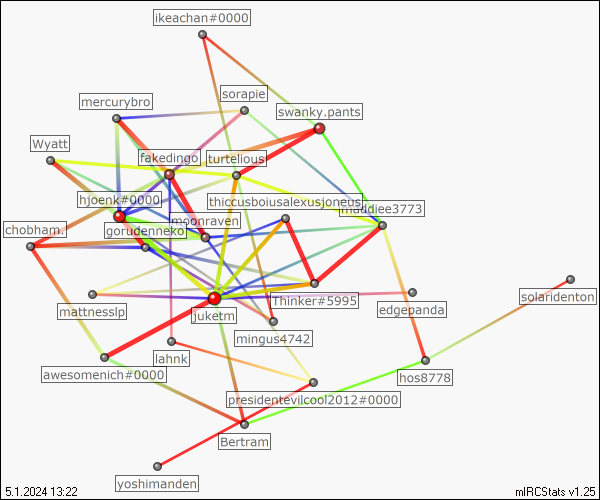 ikeachan#0000
sorapie
mercurybro
swanky.pants
Wyatt
fakedingo
turtelious
hjoenk#0000
thiccusboiusalexusjoneusi
maddiee3773
moonraven
chobham
gorudenneko
Thinker#5995
solaridenton
mattnesslp
edgepanda
juketm
mingus4742
lahnk
awesomenich#0000
hos8778
presidentevilcool2012#0000
Bertram
yoshimanden
5.1.2024 13:22
mIRCStats v1.25